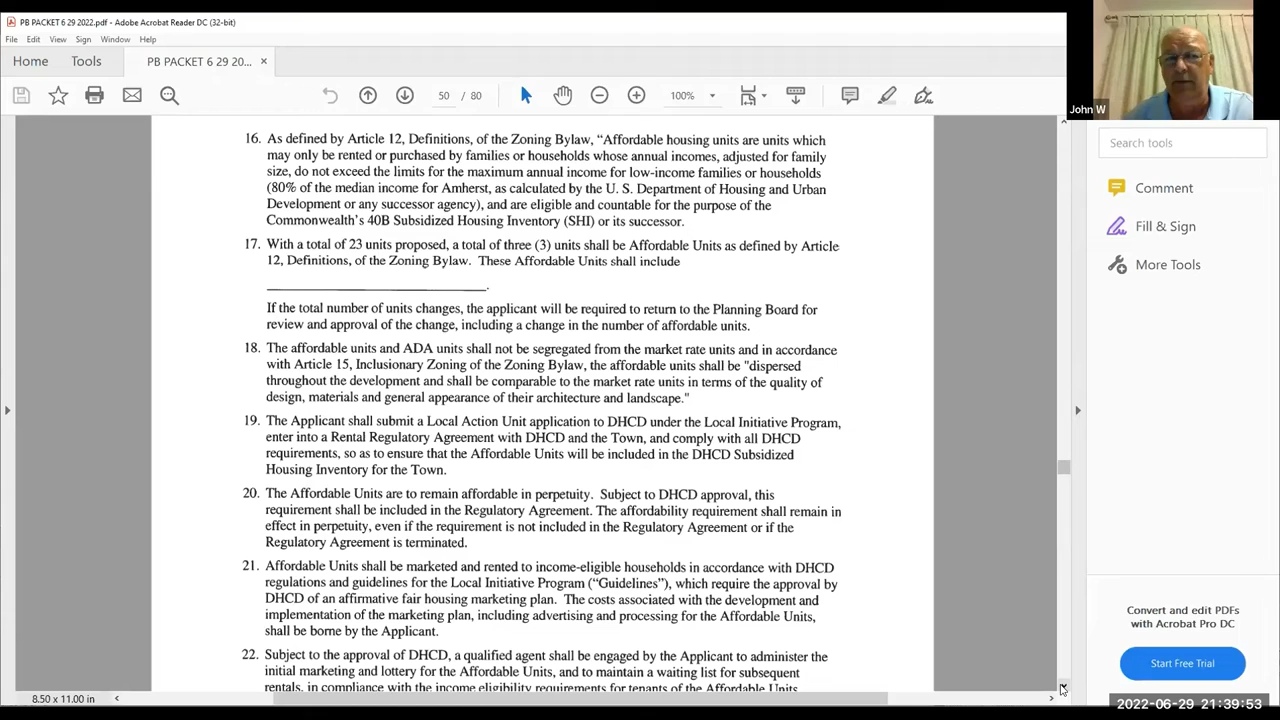 PB PACKET 6 29 2022.pdf - Adobe Acrobat Reader DC (32-bit)
File Edit View Sign Window Help
Home Tools PB PACKET 6 29 20... ×
50 / 80 100%
John W
Search tools
Comment
Fill & Sign
More Tools
16. As defined by Article 12, Definitions, of the Zoning Bylaw, “Affordable housing units are units which
may only be rented or purchased by families or households whose annual incomes, adjusted for family
size, do not exceed the limits for the maximum annual income for low-income families or households
(80% of the median income for Amherst, as calculated by the U. S. Department of Housing and Urban
Development or any successor agency), and are eligible and countable for the purpose of the
Commonwealth’s 40B Subsidized Housing Inventory (SHI) or its successor.
17. With a total of 23 units proposed, a total of three (3) units shall be Affordable Units as defined by Article
12, Definitions, of the Zoning Bylaw. These Affordable Units shall include
____________________________.
If the total number of units changes, the applicant will be required to return to the Planning Board for
review and approval of the change, including a change in the number of affordable units.
18. The affordable units and ADA units shall not be segregated from the market rate units and in accordance
with Article 15, Inclusionary Zoning of the Zoning Bylaw, the affordable units shall be "dispersed
throughout the development and shall be comparable to the market rate units in terms of the quality of
design, materials and general appearance of their architecture and landscape."
19. The Applicant shall submit a Local Action Unit application to DHCD under the Local Initiative Program,
enter into a Rental Regulatory Agreement with DHCD and the Town, and comply with all DHCD
requirements, so as to ensure that the Affordable Units will be included in the DHCD Subsidized
Housing Inventory for the Town.
20. The Affordable Units are to remain affordable in perpetuity. Subject to DHCD approval, this
requirement shall be included in the Regulatory Agreement. The affordability requirement shall remain in
effect in perpetuity, even if the requirement is not included in the Regulatory Agreement or if the
Regulatory Agreement is terminated.
21. Affordable Units shall be marketed and rented to income-eligible households in accordance with DHCD
regulations and guidelines for the Local Initiative Program (“Guidelines”), which require the approval by
DHCD of an affirmative fair housing marketing plan. The costs associated with the development and
implementation of the marketing plan, including advertising and processing for the Affordable Units,
shall be borne by the Applicant.
22. Subject to the approval of DHCD, a qualified agent shall be engaged by the Applicant to administer the
initial marketing and lottery for the Affordable Units, and to maintain a waiting list for subsequent
rentals, in compliance with the income eligibility requirements for tenants of the Affordable Units
Convert and edit PDFs
with Acrobat Pro DC
Start Free Trial
8.50 x 11.00 in
2022-06-29 21:39:53